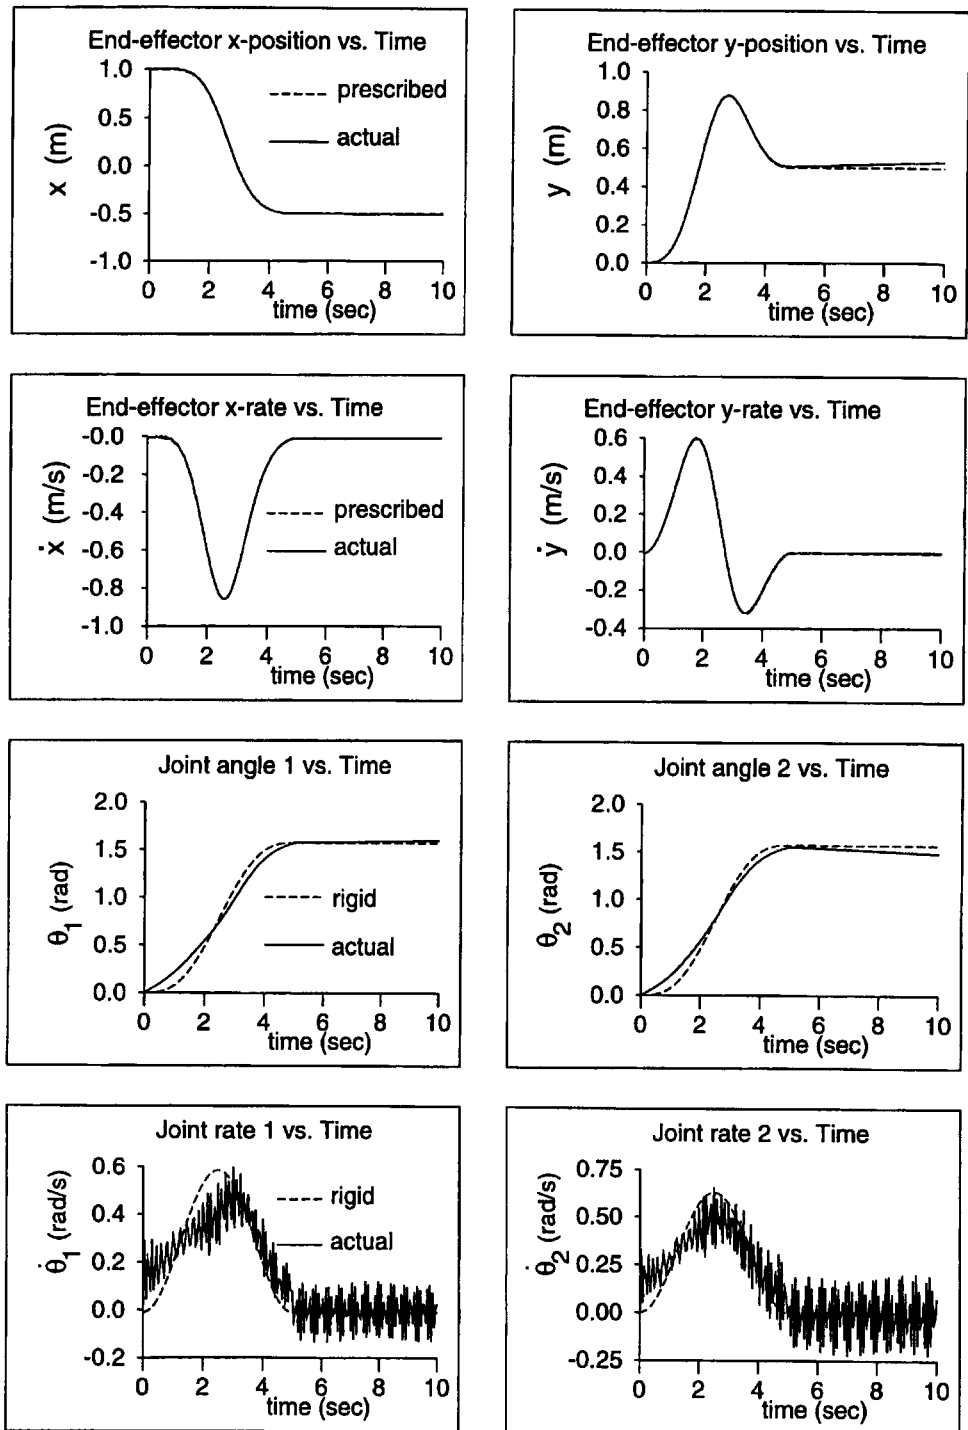 End-effector x-position vs. Time
1.0
0.5
0.0
-0.5
-1.0
x (m)
prescribed
actual
0 2 4 6 8 10
time (sec)
End-effector y-position vs. Time
1.0
0.8
0.6
0.4
0.2
0.0
y (m)
0 2 4 6 8 10
time (sec)
End-effector x-rate vs. Time
-0.0
-0.2
-0.4
-0.6
-0.8
-1.0
ẋ (m/s)
prescribed
actual
0 2 4 6 8 10
time (sec)
End-effector y-rate vs. Time
0.6
0.4
0.2
0.0
-0.2
-0.4
ẏ (m/s)
0 2 4 6 8 10
time (sec)
Joint angle 1 vs. Time
2.0
1.5
1.0
0.5
0.0
θ1 (rad)
rigid
actual
0 2 4 6 8 10
time (sec)
Joint angle 2 vs. Time
2.0
1.5
1.0
0.5
0.0
θ2 (rad)
0 2 4 6 8 10
time (sec)
Joint rate 1 vs. Time
0.6
0.4
0.2
0.0
-0.2
θ̇1 (rad/s)
rigid
actual
0 2 4 6 8 10
time (sec)
Joint rate 2 vs. Time
0.75
0.50
0.25
0.00
-0.25
θ̇2 (rad/s)
0 2 4 6 8 10
time (sec)